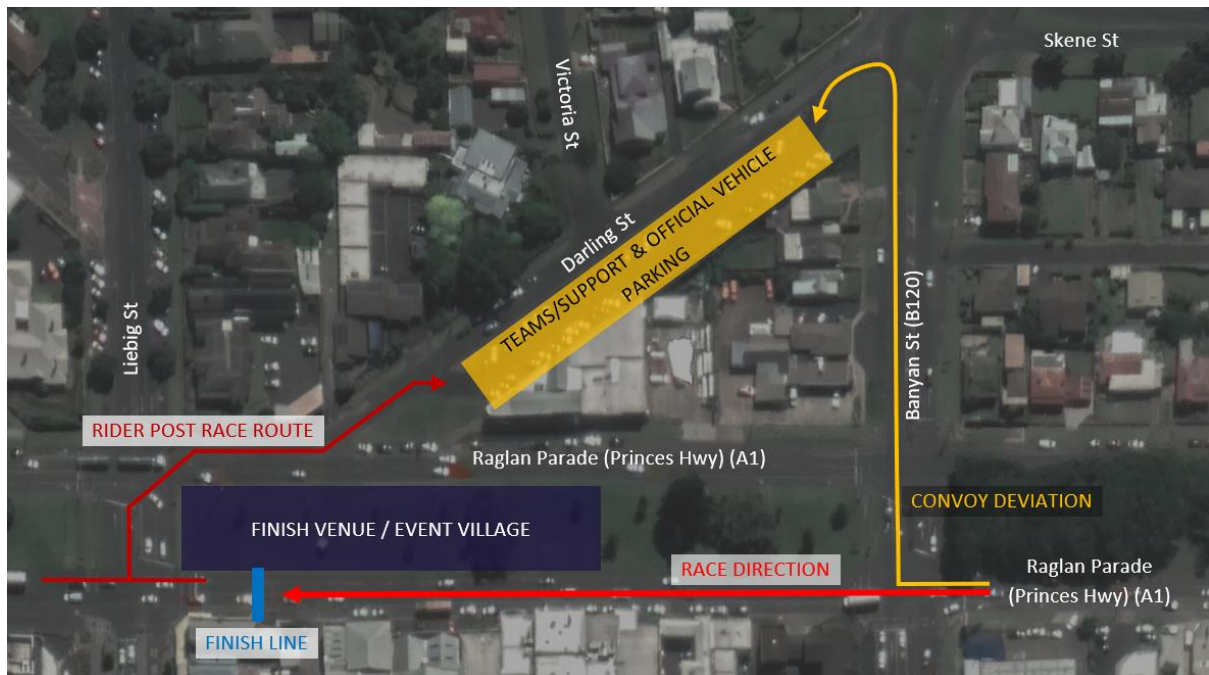 Skene St
Victoria St
TEAMS/SUPPORT & OFFICIAL VEHICLE
PARKING
Darling St
Liebig St
Banyan St (B120)
RIDER POST RACE ROUTE
Raglan Parade (Princes Hwy) (A1)
CONVOY DEVIATION
FINISH VENUE / EVENT VILLAGE
RACE DIRECTION
Raglan Parade
(Princes Hwy) (A1)
FINISH LINE